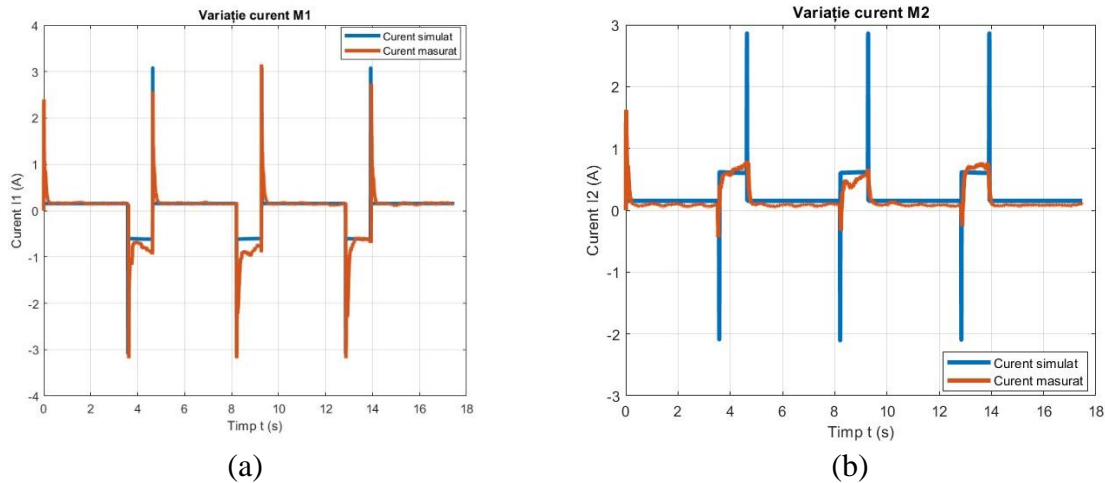 Variație curent M1
Curent simulat
Curent masurat
Curent I1 (A)
4
3
2
1
0
-1
-2
-3
-4
0 2 4 6 8 10 12 14 16 18
Timp t (s)
(a)
Variație curent M2
Curent I2 (A)
3
2
1
0
-1
-2
-3
Curent simulat
Curent masurat
0 2 4 6 8 10 12 14 16 18
Timp t (s)
(b)